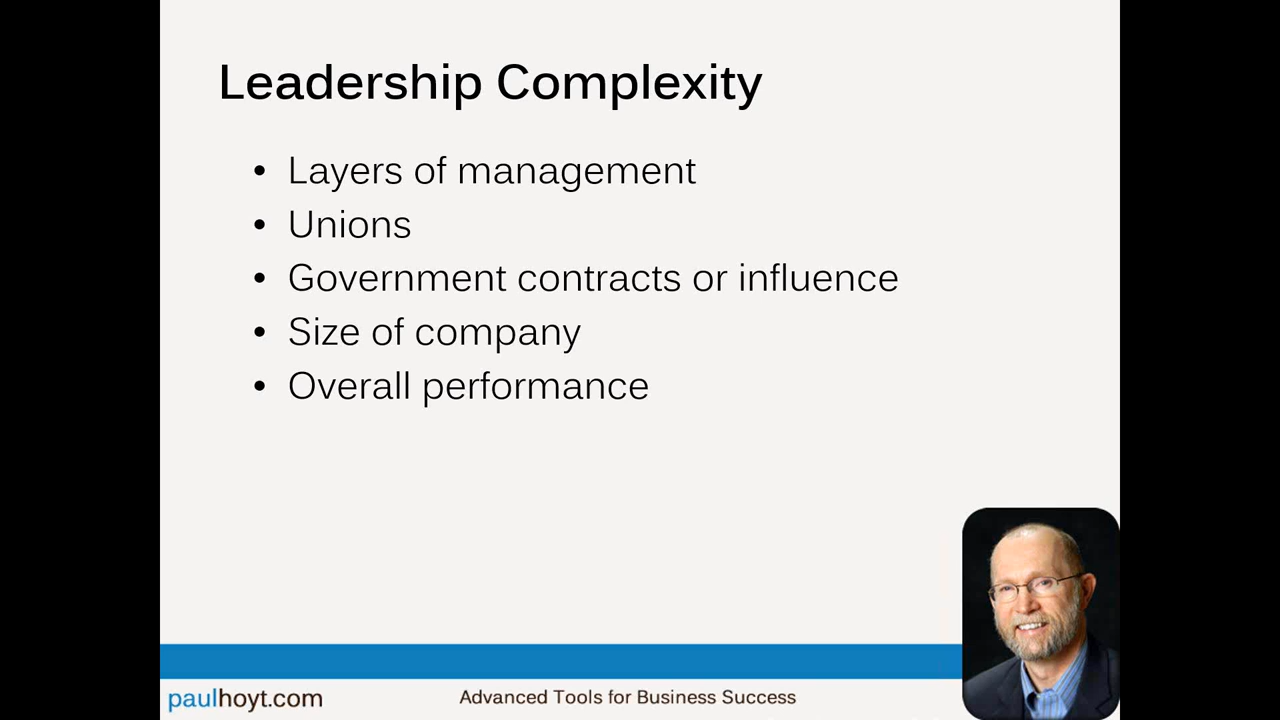 Leadership Complexity
• Layers of management
• Unions
• Government contracts or influence
• Size of company
• Overall performance
paulhoyt.com
Advanced Tools for Business Success